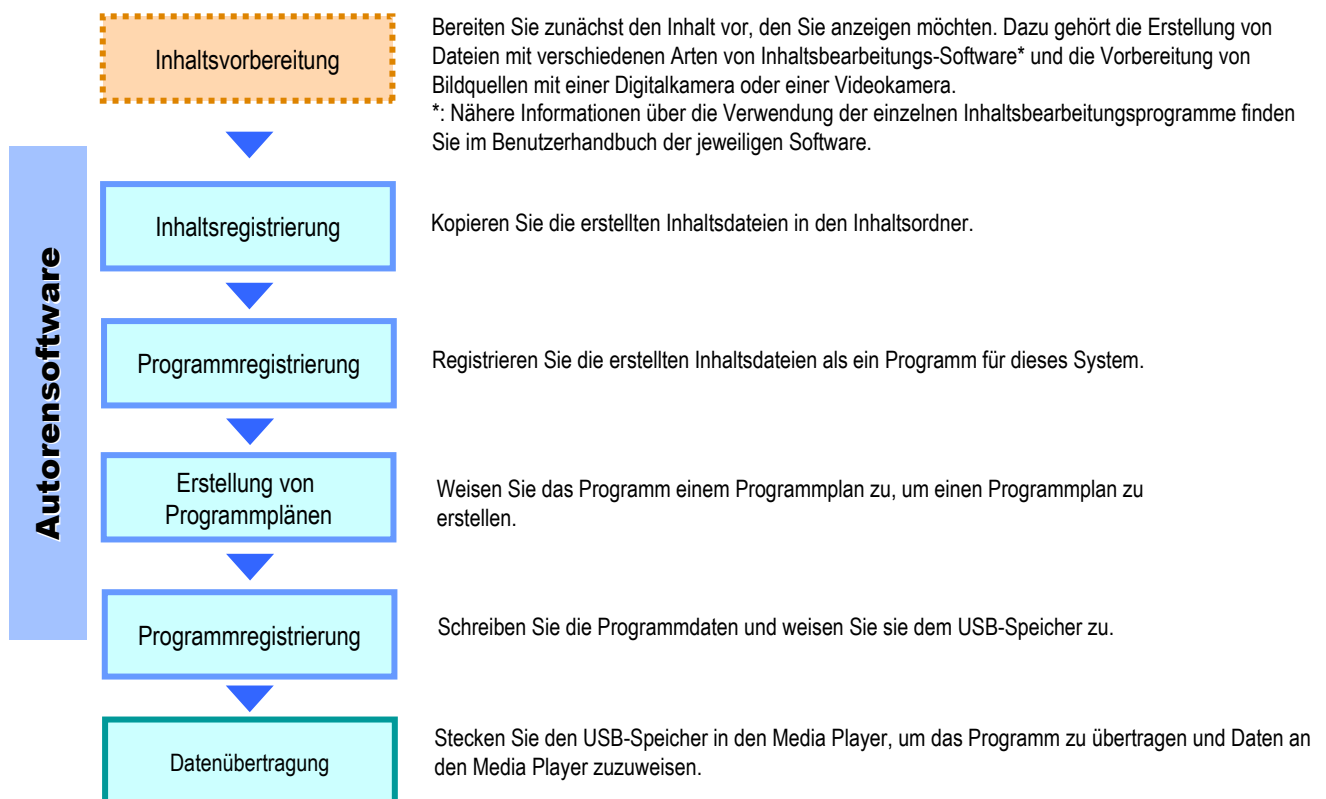 Inhaltsvorbereitung
Bereiten Sie zunächst den Inhalt vor, den Sie anzeigen möchten. Dazu gehört die Erstellung von
Dateien mit verschiedenen Arten von Inhaltsbearbeitungs-Software* und die Vorbereitung von
Bildquellen mit einer Digitalkamera oder einer Videokamera.
*: Nähere Informationen über die Verwendung der einzelnen Inhaltsbearbeitungsprogramme finden
Sie im Benutzerhandbuch der jeweiligen Software.
Autorensoftware
Inhaltsregistrierung
Kopieren Sie die erstellten Inhaltsdateien in den Inhaltsordner.
Programmregistrierung
Registrieren Sie die erstellten Inhaltsdateien als ein Programm für dieses System.
Erstellung von
Programmplänen
Weisen Sie das Programm einem Programmplan zu, um einen Programmplan zu
erstellen.
Programmregistrierung
Schreiben Sie die Programmdaten und weisen Sie sie dem USB-Speicher zu.
Datenübertragung
Stecken Sie den USB-Speicher in den Media Player, um das Programm zu übertragen und Daten an
den Media Player zuzuweisen.